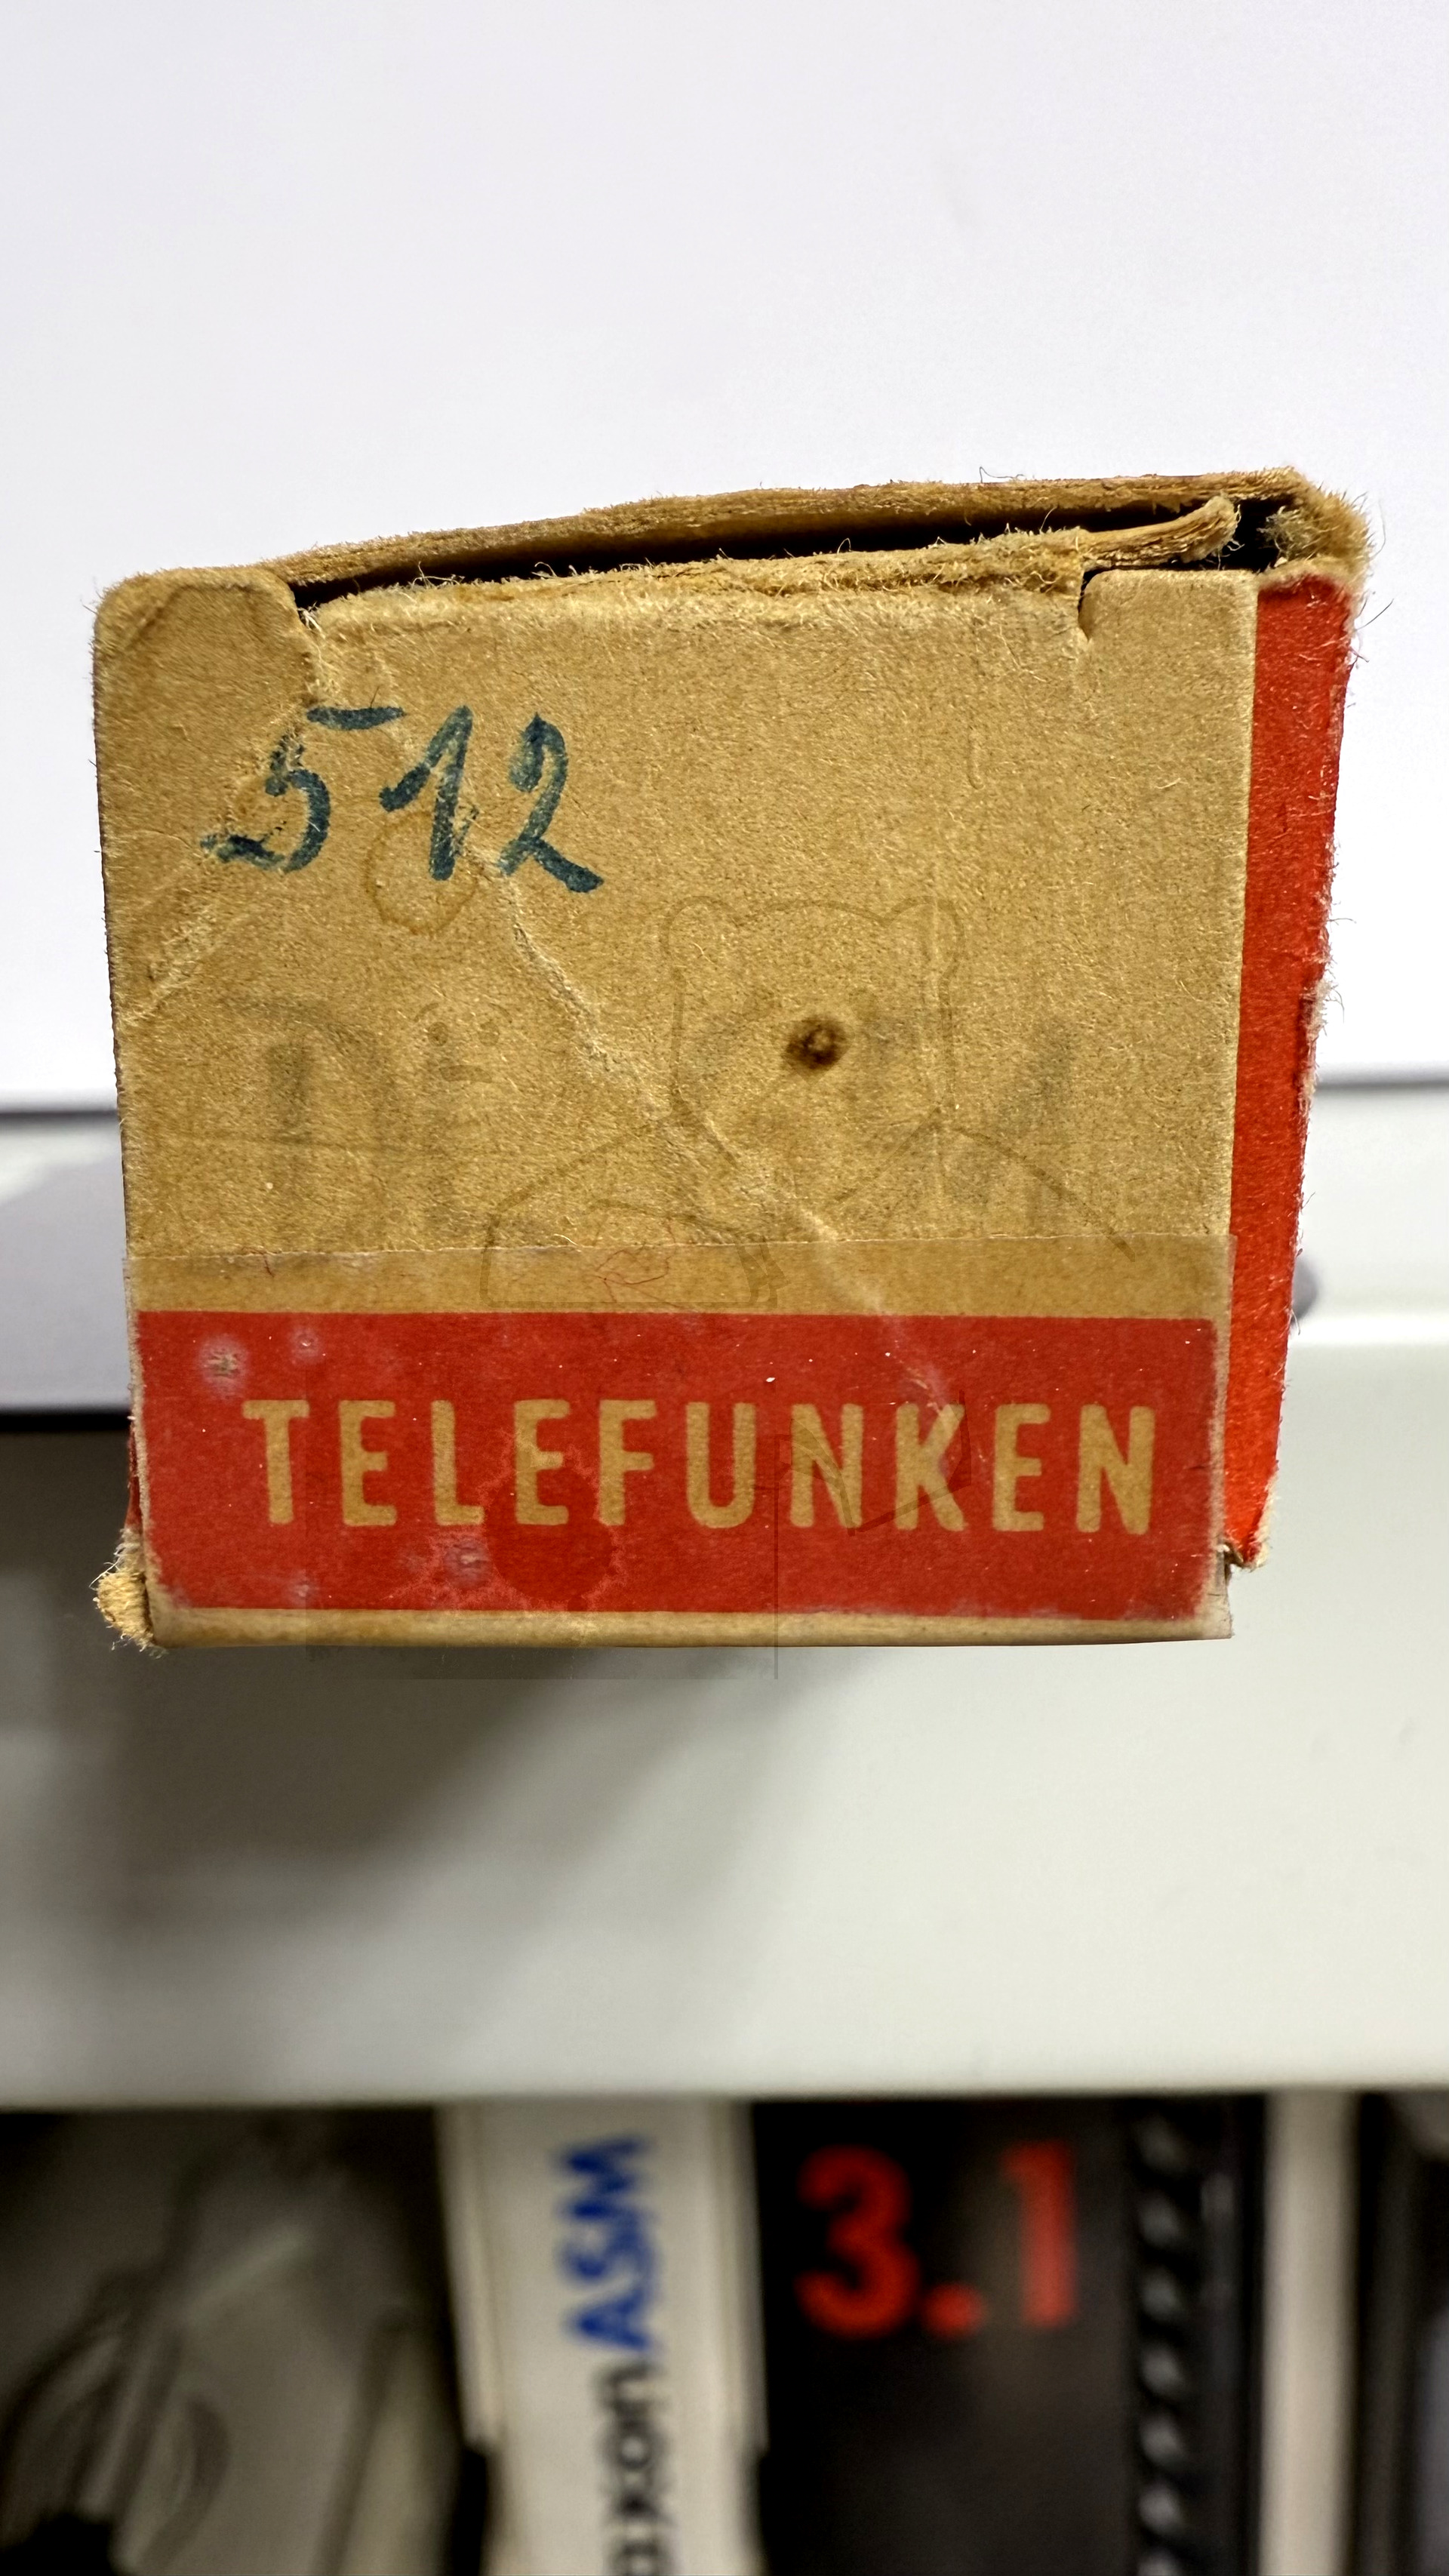 512
TELEFUNKEN
ASM
3.1